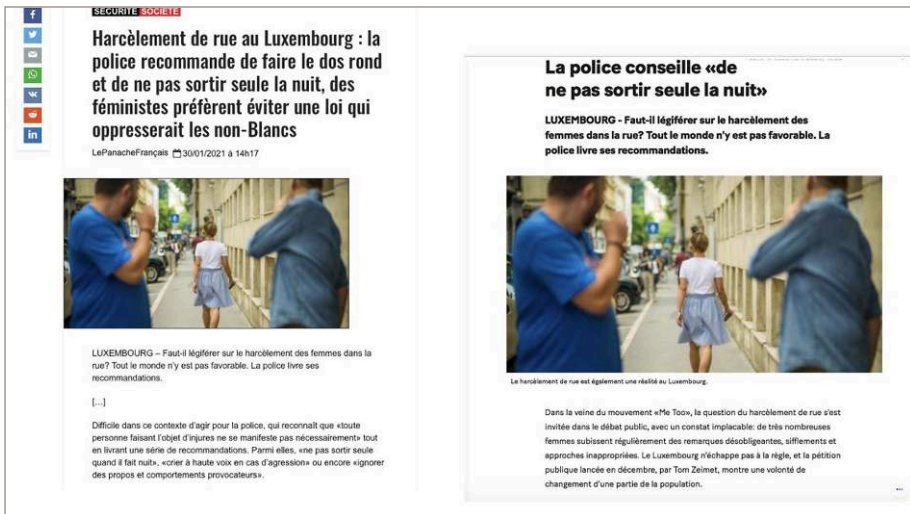 SÉCURITÉ SOCIÉTÉ
Harcèlement de rue au Luxembourg : la
police recommande de faire le dos rond
et de ne pas sortir seule la nuit, des
féministes préfèrent éviter une loi qui
oppresserait les non-Blancs
LePanacheFrançais 30/01/2021 à 14h17
LUXEMBOURG – Faut-il légiférer sur le harcèlement des femmes dans la
rue? Tout le monde n'y est pas favorable. La police livre ses
recommandations.
[...]
Difficile dans ce contexte d'agir pour la police, qui reconnaît que «toute
personne faisant l'objet d'injures ne se manifeste pas nécessairement» tout
en livrant une série de recommandations. Parmi elles, «ne pas sortir seule
quand il fait nuit», «crier à haute voix en cas d'agression» ou encore «ignorer
des propos et comportements provocateurs».
La police conseille «de
ne pas sortir seule la nuit»
LUXEMBOURG - Faut-il légiférer sur le harcèlement des
femmes dans la rue? Tout le monde n'y est pas favorable. La
police livre ses recommandations.
Le harcèlement de rue est également une réalité au Luxembourg.
Dans la veine du mouvement «Me Too», la question du harcèlement de rue s'est
invitée dans le débat public, avec un constat implacable: de très nombreuses
femmes subissent régulièrement des remarques désobligeantes, sifflements et
approches inappropriées. Le Luxembourg n'échappe pas à la règle, et la pétition
publique lancée en décembre, par Tom Zeimet, montre une volonté de
changement d'une partie de la population.